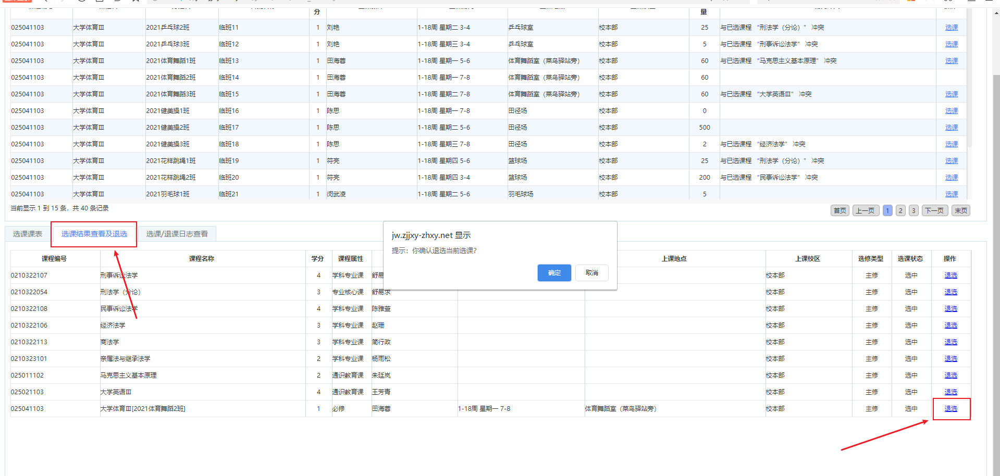 分 量
025041103 大学体育Ⅲ 2021乒乓球2班 临班11 1 刘艳 1-18周 星期二 3-4 乒乓球室 校本部 25 与已选课程 “刑法学（分论）” 冲突 选课
025041103 大学体育Ⅲ 2021乒乓球3班 临班12 1 刘艳 1-18周 星期三 3-4 乒乓球室 校本部 5 与已选课程 “刑事诉讼法学” 冲突 选课
025041103 大学体育Ⅲ 2021体育舞蹈1班 临班13 1 田海蓉 1-18周 星期一 5-6 体育舞蹈室（菜鸟驿站旁） 校本部 60 与已选课程 “马克思主义基本原理” 冲突 选课
025041103 大学体育Ⅲ 2021体育舞蹈2班 临班14 1 田海蓉 1-18周 星期一 7-8 体育舞蹈室（菜鸟驿站旁） 校本部 60
025041103 大学体育Ⅲ 2021体育舞蹈3班 临班15 1 田海蓉 1-18周 星期二 7-8 体育舞蹈室（菜鸟驿站旁） 校本部 60 与已选课程 “大学英语Ⅲ” 冲突 选课
025041103 大学体育Ⅲ 2021健美操1班 临班16 1 陈思 1-18周 星期一 7-8 田径场 校本部 0 选课
025041103 大学体育Ⅲ 2021健美操2班 临班17 1 陈思 1-18周 星期二 5-6 田径场 校本部 500 选课
025041103 大学体育Ⅲ 2021健美操3班 临班18 1 陈思 1-18周 星期三 7-8 田径场 校本部 2 与已选课程 “经济法学” 冲突 选课
025041103 大学体育Ⅲ 2021花样跳绳1班 临班19 1 符亮 1-18周 星期四 5-6 篮球场 校本部 25 与已选课程 “刑法学（分论）” 冲突 选课
025041103 大学体育Ⅲ 2021花样跳绳2班 临班20 1 符亮 1-18周 星期四 3-4 篮球场 校本部 200 与已选课程 “民事诉讼法学” 冲突 选课
025041103 大学体育Ⅲ 2021羽毛球1班 临班21 1 闵武凌 1-18周 星期二 5-6 羽毛球场 校本部 5 选课
当前显示 1 到 15 条，共 40 条记录 首页 上一页 1 2 3 下一页 末页
选课课表 选课结果查看及退选 选课/退课日志查看
jw.zjjxy-zhxy.net 显示
提示：你确认退选当前选课?
确定 取消
课程编号 课程名称 学分 课程属性 上课地点 上课校区 选修类型 选课状态 操作
0210322107 刑事诉讼法学 4 学科专业课 舒易 校本部 主修 选中 退选
0210322054 刑法学（分论） 3 专业核心课 舒易求 校本部 主修 选中 退选
0210322108 民事诉讼法学 4 学科专业课 陈雅萱 校本部 主修 选中 退选
0210322106 经济法学 3 学科专业课 赵珊 校本部 主修 选中 退选
0210322113 商法学 3 学科专业课 简行政 校本部 主修 选中 退选
0210323101 亲属法与继承法学 2 学科专业课 杨雨松 校本部 主修 选中 退选
025011102 马克思主义基本原理 2 通识教育课 朱廷岚 校本部 主修 选中 退选
025021103 大学英语Ⅲ 4 通识教育课 王芳青 校本部 主修 选中 退选
025041103 大学体育Ⅲ[2021体育舞蹈2班] 1 必修 田海蓉 1-18周 星期一 7-8 体育舞蹈室（菜鸟驿站旁） 校本部 主修 选中 退选